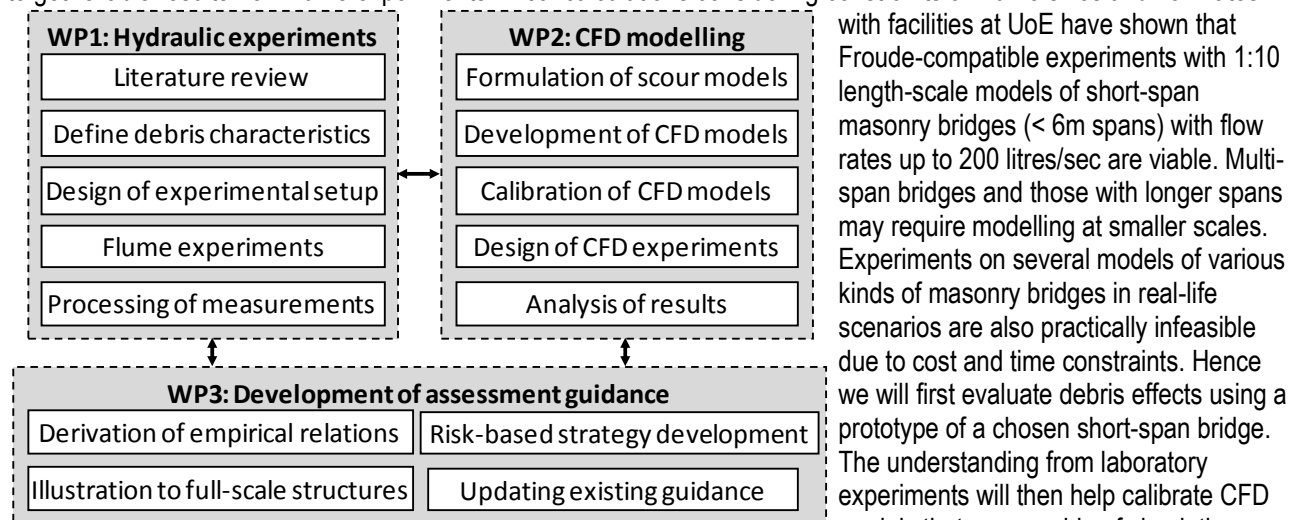 WP1: Hydraulic experiments
Literature review
Define debris characteristics
Design of experimental setup
Flume experiments
Processing of measurements
WP2: CFD modelling
Formulation of scour models
Development of CFD models
Calibration of CFD models
Design of CFD experiments
Analysis of results
WP3: Development of assessment guidance
Derivation of empirical relations
Risk-based strategy development
Illustration to full-scale structures
Updating existing guidance
with facilities at UoE have shown that
Froude-compatible experiments with 1:10
length-scale models of short-span
masonry bridges (< 6m spans) with flow
rates up to 200 litres/sec are viable. Multi-
span bridges and those with longer spans
may require modelling at smaller scales.
Experiments on several models of various
kinds of masonry bridges in real-life
scenarios are also practically infeasible
due to cost and time constraints. Hence
we will first evaluate debris effects using a
prototype of a chosen short-span bridge.
The understanding from laboratory
experiments will then help calibrate CFD